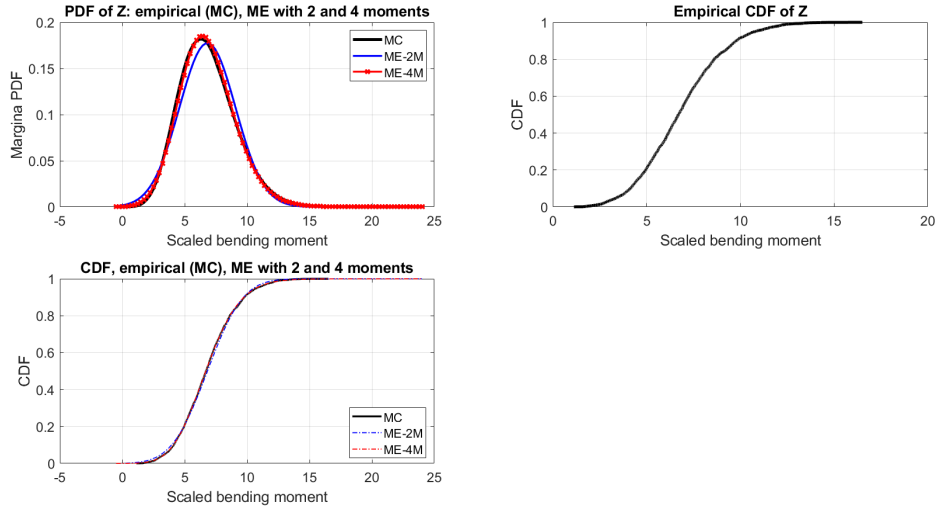 PDF of Z: empirical (MC), ME with 2 and 4 moments
0.2
0.15
0.1
0.05
0
Margina PDF
MC
ME-2M
ME-4M
-5 0 5 10 15 20 25
Scaled bending moment
Empirical CDF of Z
1
0.8
0.6
0.4
0.2
0
CDF
0 5 10 15 20
Scaled bending moment
CDF, empirical (MC), ME with 2 and 4 moments
1
0.8
0.6
0.4
0.2
0
CDF
MC
ME-2M
ME-4M
-5 0 5 10 15 20 25
Scaled bending moment